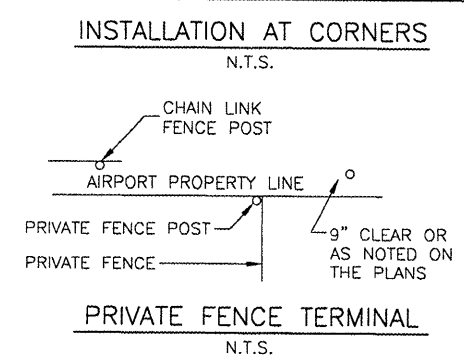 INSTALLATION AT CORNERS
N.T.S.
CHAIN LINK
FENCE POST
AIRPORT PROPERTY LINE
PRIVATE FENCE POST
PRIVATE FENCE
9" CLEAR OR
AS NOTED ON
THE PLANS
PRIVATE FENCE TERMINAL
N.T.S.